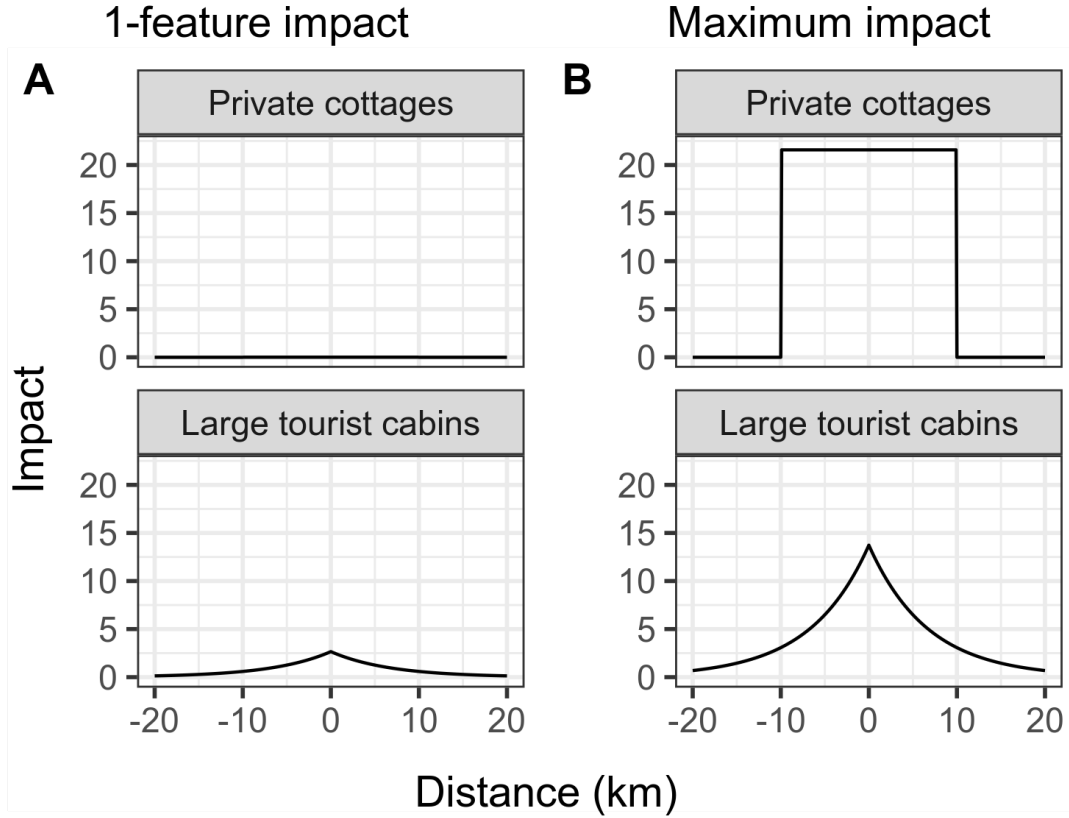 1-feature impact
Maximum impact
A
B
Private cottages
Private cottages
20
15
10
5
0
20
15
10
5
0
Large tourist cabins
Large tourist cabins
20
15
10
5
0
20
15
10
5
0
-20 -10 0 10 20
-20 -10 0 10 20
Impact
Distance (km)